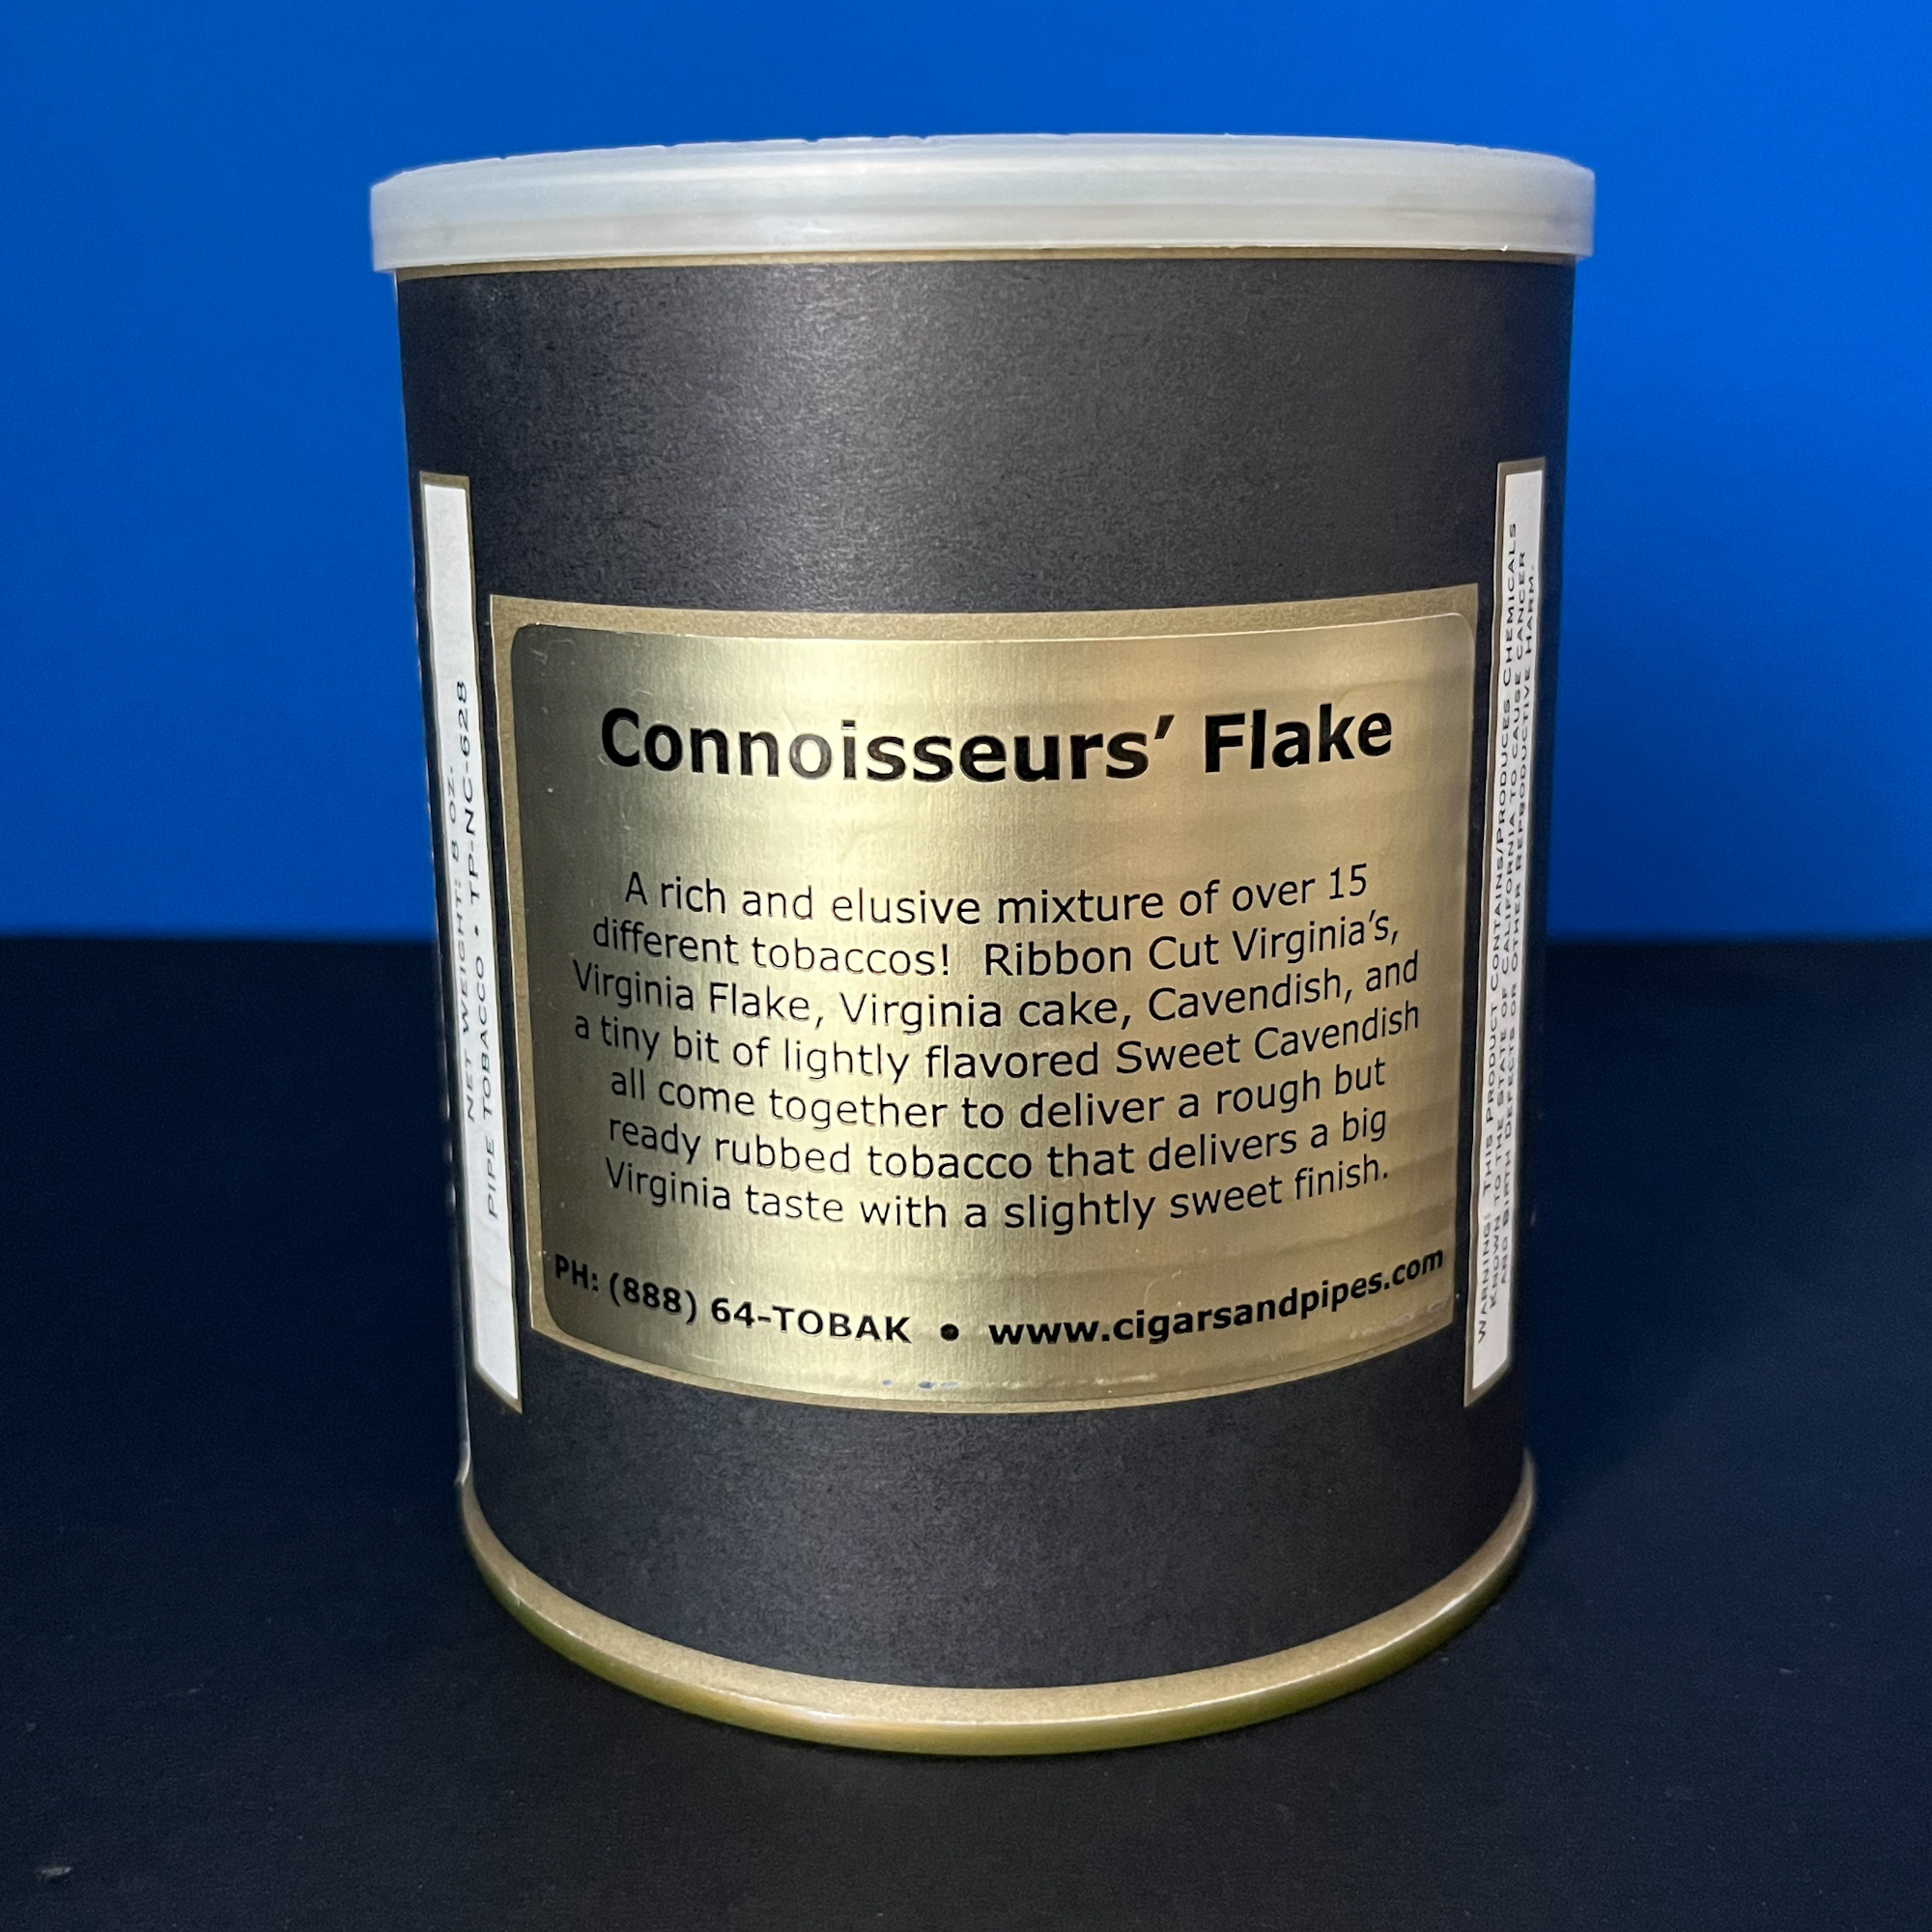 Connoisseurs’ Flake
A rich and elusive mixture of over 15
different tobaccos!  Ribbon Cut Virginia’s,
Virginia Flake, Virginia cake, Cavendish, and
a tiny bit of lightly flavored Sweet Cavendish
all come together to deliver a rough but
ready rubbed tobacco that delivers a big
Virginia taste with a slightly sweet finish.
PH: (888) 64-TOBAK • www.cigarsandpipes.com
NET WEIGHT: 8 OZ.
PIPE TOBACCO • TP-NC-628
WARNING: THIS PRODUCT CONTAINS/PRODUCES CHEMICALS
KNOWN TO THE STATE OF CALIFORNIA TO CAUSE CANCER
AND BIRTH DEFECTS OR OTHER REPRODUCTIVE HARM.